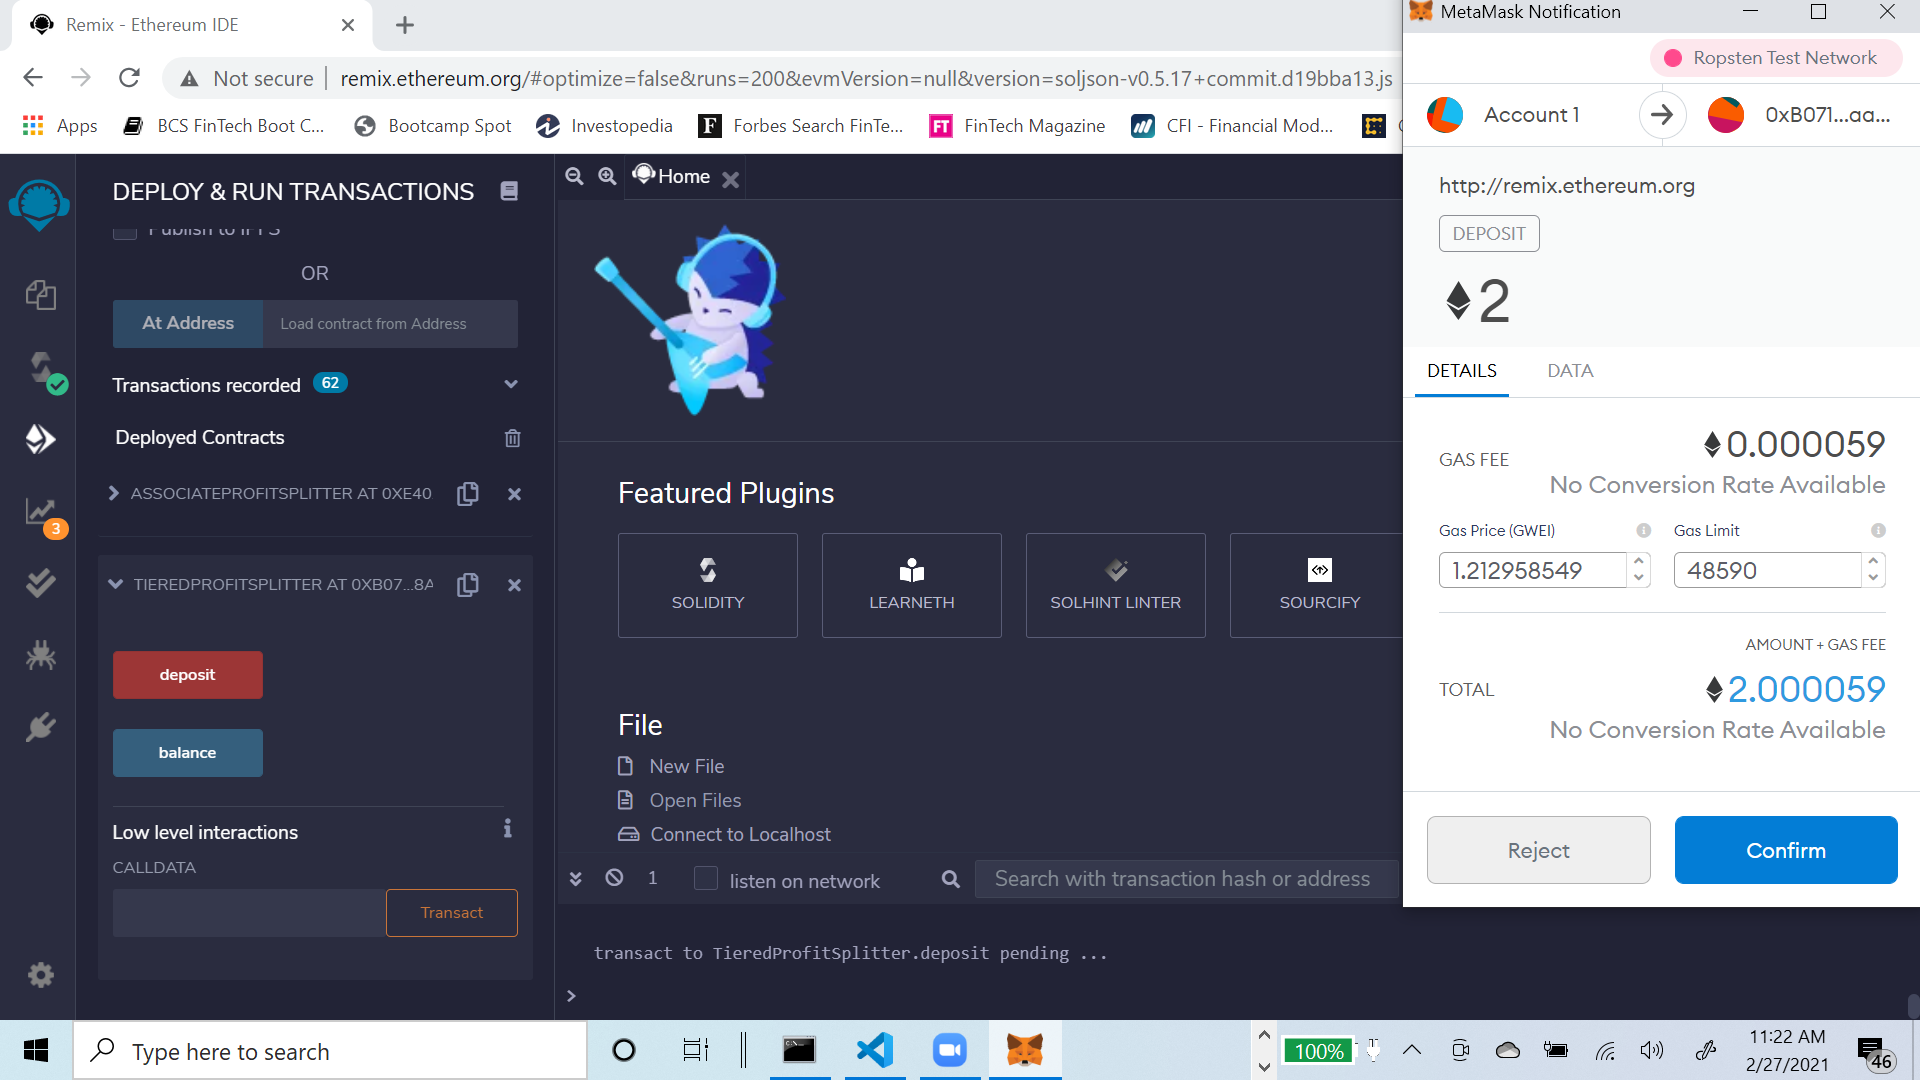 Remix - Ethereum IDE
Not secure
remix.ethereum.org/#optimize=false&runs=200&evmVersion=null&version=soljson-v0.5.17+commit.d19bba13.js
Apps
BCS FinTech Boot C...
Bootcamp Spot
Investopedia
Forbes Search FinTe...
FinTech Magazine
CFI - Financial Mod...
DEPLOY & RUN TRANSACTIONS
Publish to IPFS
OR
At Address
Load contract from Address
Transactions recorded
62
Deployed Contracts
ASSOCIATEPROFITSPLITTER AT 0XE40
3
TIEREDPROFITSPLITTER AT 0XB07...8A
deposit
balance
Low level interactions
CALLDATA
Transact
Home
Featured Plugins
SOLIDITY
LEARNETH
SOLHINT LINTER
SOURCIFY
File
New File
Open Files
Connect to Localhost
1
listen on network
Search with transaction hash or address
transact to TieredProfitSplitter.deposit pending ...
>
MetaMask Notification
Ropsten Test Network
Account 1
0xB071...aa...
http://remix.ethereum.org
DEPOSIT
2
DETAILS
DATA
GAS FEE
0.000059
No Conversion Rate Available
Gas Price (GWEI)
Gas Limit
1.212958549
48590
AMOUNT + GAS FEE
TOTAL
2.000059
No Conversion Rate Available
Reject
Confirm
Type here to search
100%
11:22 AM
2/27/2021
46